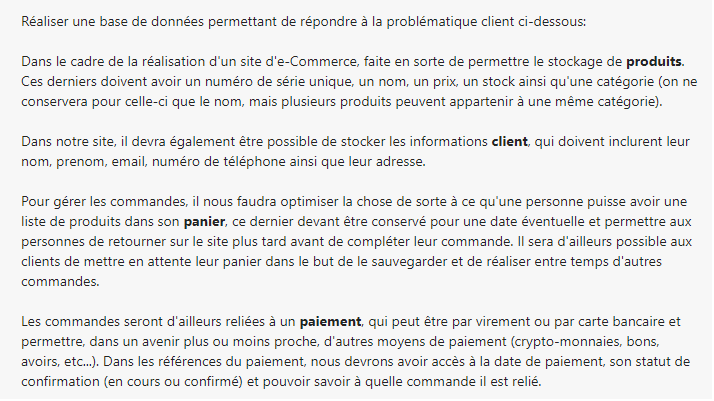 Réaliser une base de données permettant de répondre à la problématique client ci-dessous:
Dans le cadre de la réalisation d'un site d'e-Commerce, faite en sorte de permettre le stockage de produits.
Ces derniers doivent avoir un numéro de série unique, un nom, un prix, un stock ainsi qu'une catégorie (on ne
conservera pour celle-ci que le nom, mais plusieurs produits peuvent appartenir à une même catégorie).
Dans notre site, il devra également être possible de stocker les informations client, qui doivent inclurent leur
nom, prenom, email, numéro de téléphone ainsi que leur adresse.
Pour gérer les commandes, il nous faudra optimiser la chose de sorte à ce qu'une personne puisse avoir une
liste de produits dans son panier, ce dernier devant être conservé pour une date éventuelle et permettre aux
personnes de retourner sur le site plus tard avant de compléter leur commande. Il sera d'ailleurs possible aux
clients de mettre en attente leur panier dans le but de le sauvegarder et de réaliser entre temps d'autres
commandes.
Les commandes seront d'ailleurs reliées à un paiement, qui peut être par virement ou par carte bancaire et
permettre, dans un avenir plus ou moins proche, d'autres moyens de paiement (crypto-monnaies, bons,
avoirs, etc...). Dans les références du paiement, nous devrons avoir accès à la date de paiement, son statut de
confirmation (en cours ou confirmé) et pouvoir savoir à quelle commande il est relié.